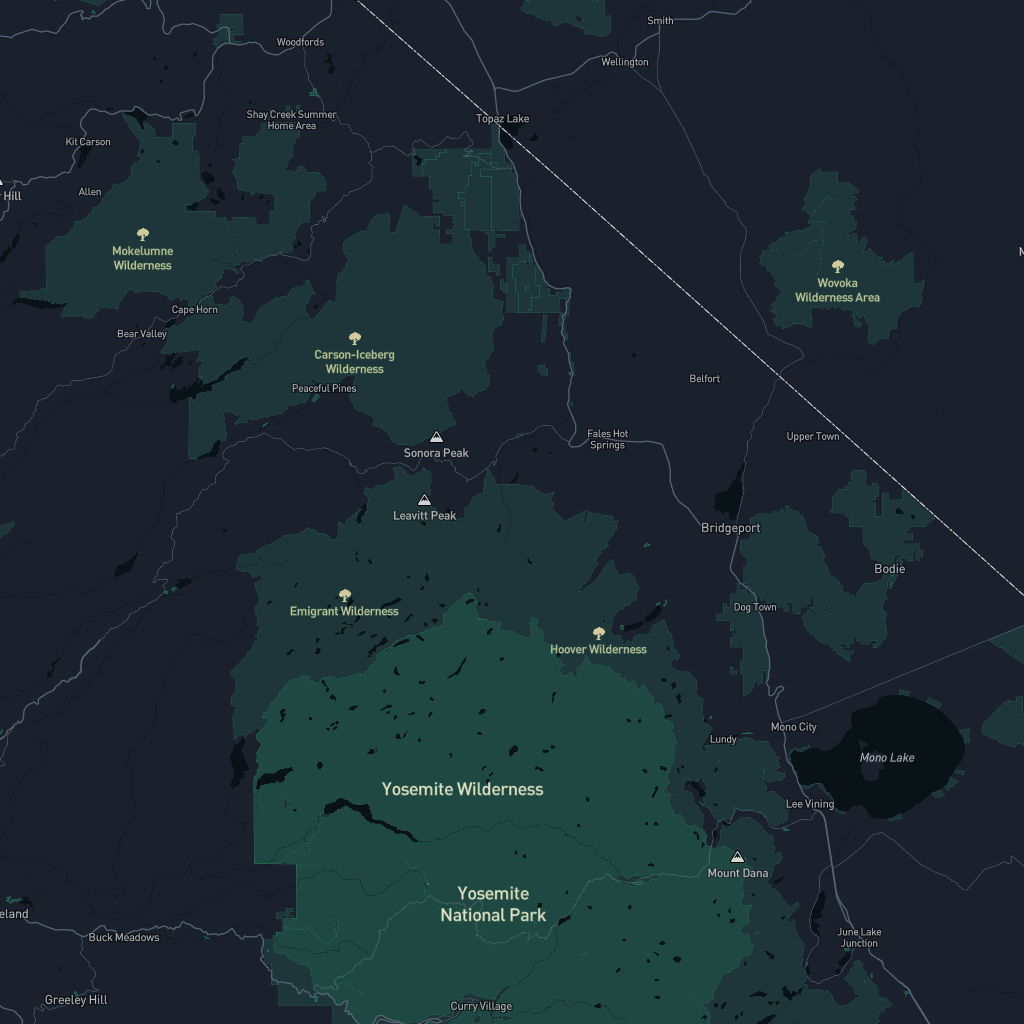 Smith
Woodfords
Wellington
Shay Creek Summer
Home Area
Topaz Lake
Kit Carson
Allen
Hill
Mokelumne
Wilderness
Wovoka
Wilderness Area
Cape Horn
Bear Valley
Carson-Iceberg
Wilderness
Peaceful Pines
Belfort
Sonora Peak
Fales Hot
Springs
Upper Town
Leavitt Peak
Bridgeport
Bodie
Emigrant Wilderness
Dog Town
Hoover Wilderness
Mono City
Lundy
Mono Lake
Yosemite Wilderness
Lee Vining
Mount Dana
Yosemite
National Park
eland
Buck Meadows
June Lake
Junction
Greeley Hill
Curry Village